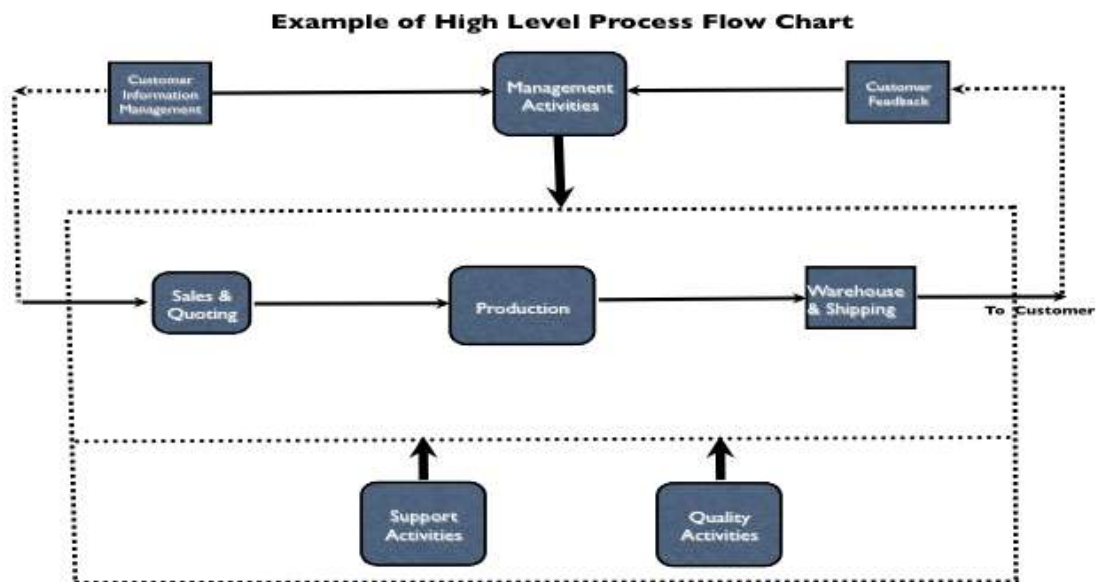 Example of High Level Process Flow Chart
Customer
Information
Management
Management
Activities
Customer
Feedback
Sales &
Quoting
Production
Warehouse
& Shipping
To Customer
Support
Activities
Quality
Activities